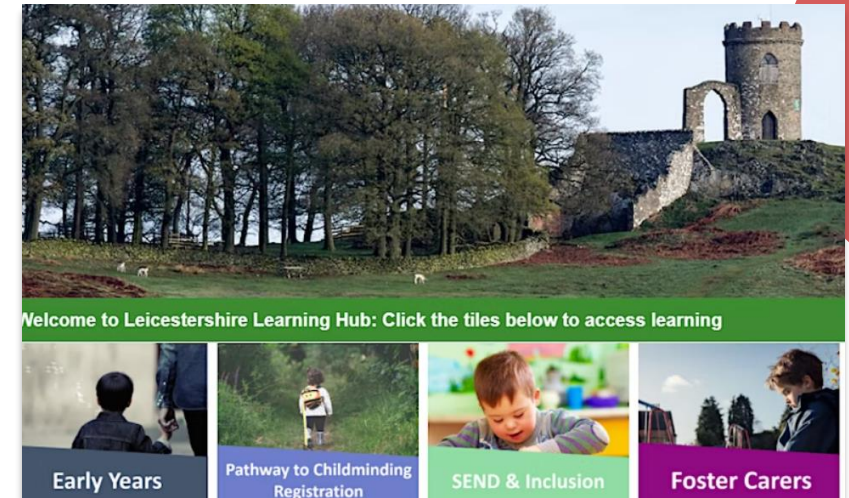 Welcome to Leicestershire Learning Hub: Click the tiles below to access learning
Early Years
Pathway to Childminding
Registration
SEND & Inclusion
Foster Carers